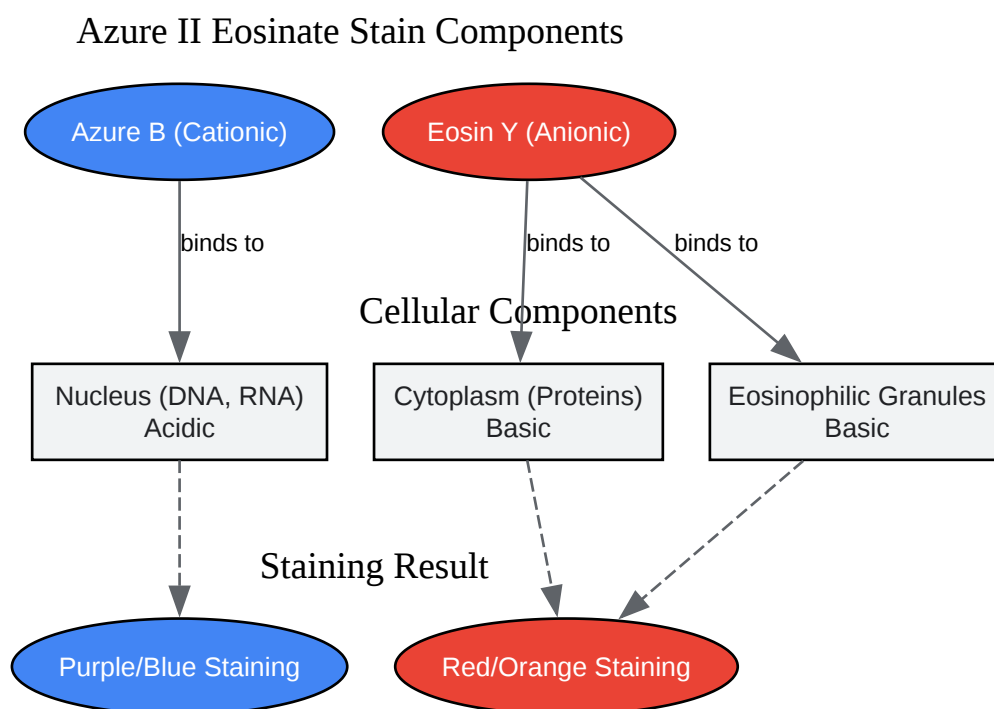 Azure II Eosinate Stain Components
Azure B (Cationic)
Eosin Y (Anionic)
binds to
binds to
binds to
Cellular Components
Nucleus (DNA, RNA)
Acidic
Cytoplasm (Proteins)
Basic
Eosinophilic Granules
Basic
Staining Result
Purple/Blue Staining
Red/Orange Staining